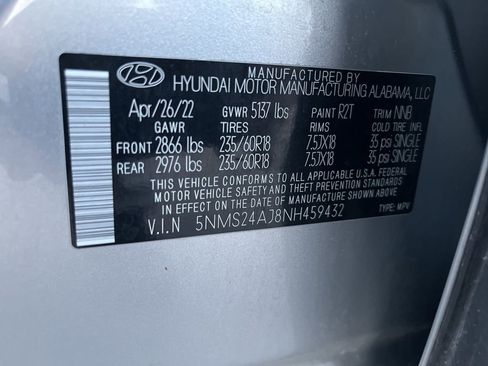 MANUFACTURED BY
HYUNDAI MOTOR MANUFACTURING ALABAMA, LLC
Apr/26/22 GVWR 5137 lbs PAINT R2T TRIM NNB
GAWR TIRES RIMS COLD TIRE INFL
FRONT 2866 lbs 235/60R18 7.5JX18 35 psi SINGLE
REAR 2976 lbs 235/60R18 7.5JX18 35 psi SINGLE
THIS VEHICLE CONFORMS TO ALL APPLICABLE U.S.A. FEDERAL
MOTOR VEHICLE SAFETY AND THEFT PREVENTION STANDARDS
IN EFFECT ON THE DATE OF MANUFACTURE SHOWN ABOVE.
V.I.N 5NMS24AJ8NH459432 TYPE: M.P.V